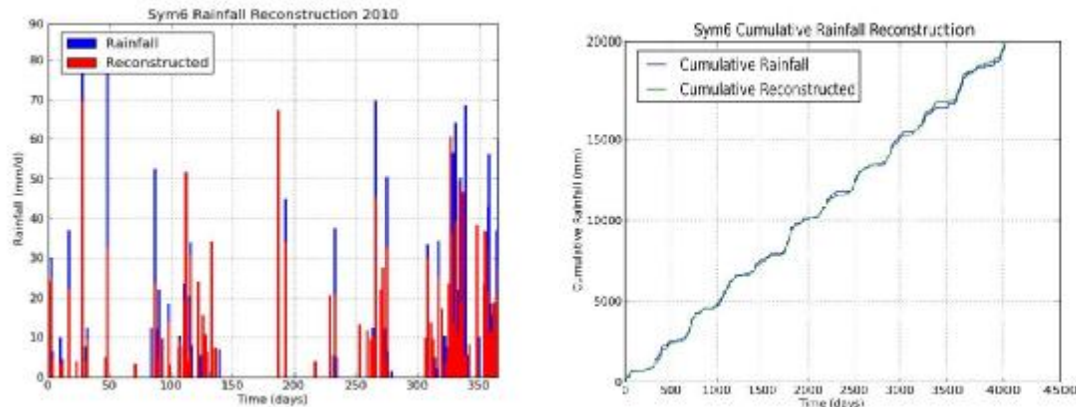 Sym6 Rainfall Reconstruction 2010
Rainfall
Reconstructed
Rainfall (mm/d)
90
80
70
60
50
40
30
20
10
0
0 50 100 150 200 250 300 350
Time (days)
Sym6 Cumulative Rainfall Reconstruction
Cumulative Rainfall
Cumulative Reconstructed
Cumulative Rainfall (mm)
20000
15000
10000
5000
0
0 500 1000 1500 2000 2500 3000 3500 4000 4500
Time (days)